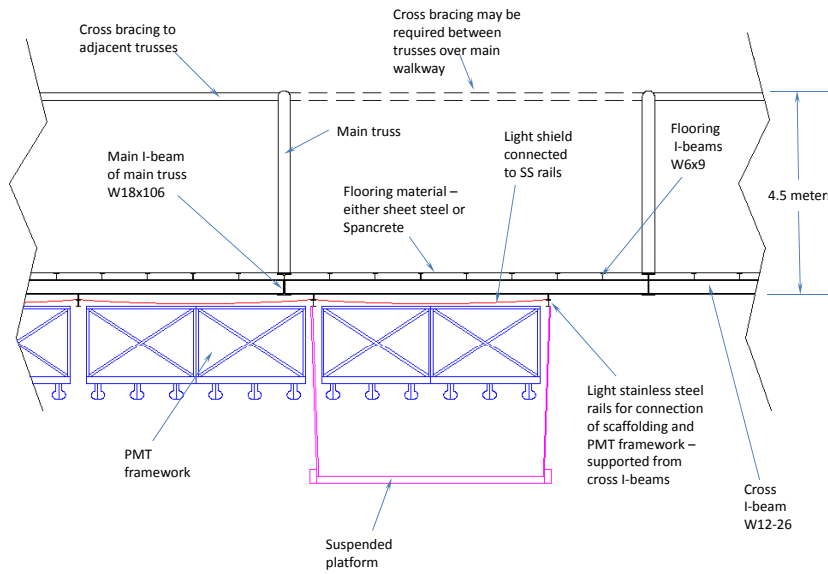 Cross bracing to
adjacent trusses
Cross bracing may be
required between
trusses over main
walkway
Main truss
Light shield
connected
to SS rails
Flooring
I-beams
W6x9
Main I-beam
of main truss
W18x106
Flooring material –
either sheet steel or
Spancrete
4.5 meters
PMT
framework
Light stainless steel
rails for connection
of scaffolding and
PMT framework –
supported from
cross I-beams
Cross
I-beam
W12-26
Suspended
platform